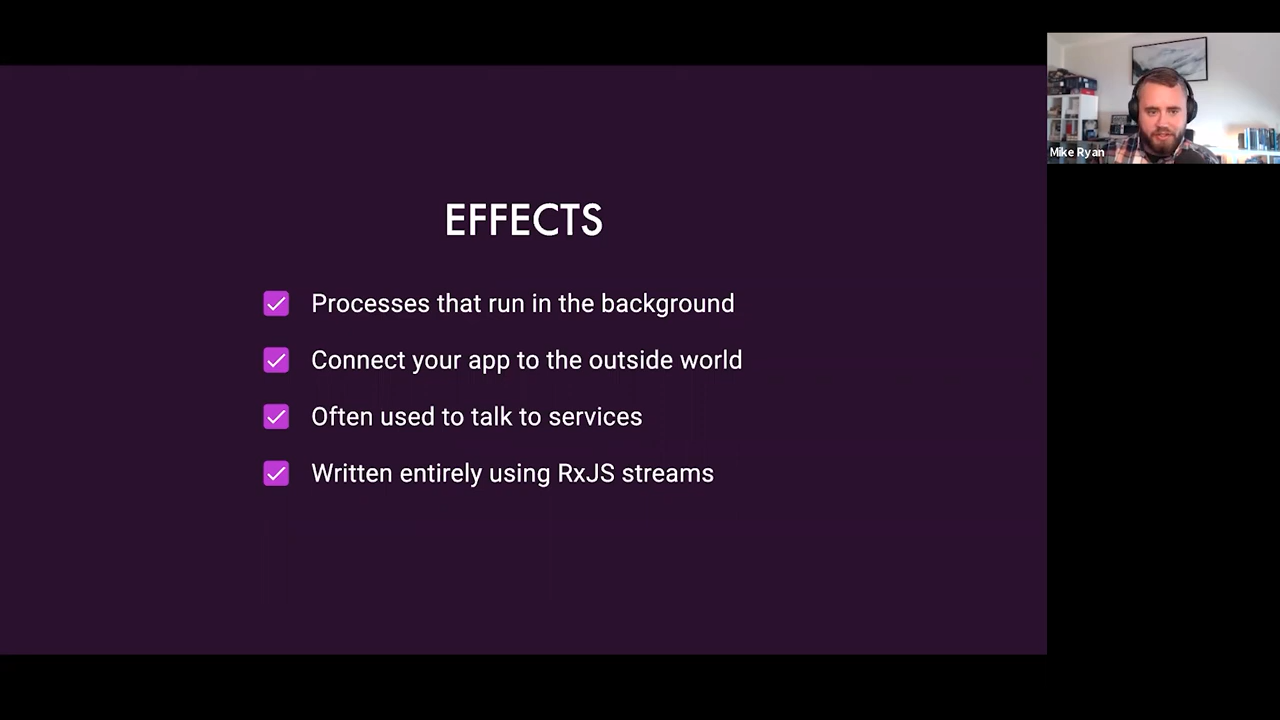 EFFECTS
Processes that run in the background
Connect your app to the outside world
Often used to talk to services
Written entirely using RxJS streams
Mike Ryan